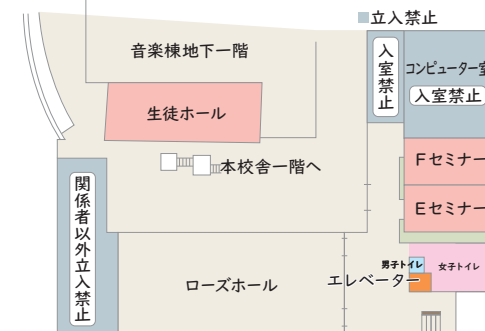 立入禁止
音楽棟地下一階
入室禁止
コンピューター室
入室禁止
生徒ホール
Fセミナー
本校舎一階へ
関係者以外立入禁止
Eセミナー
男子トイレ
女子トイレ
エレベーター
ローズホール